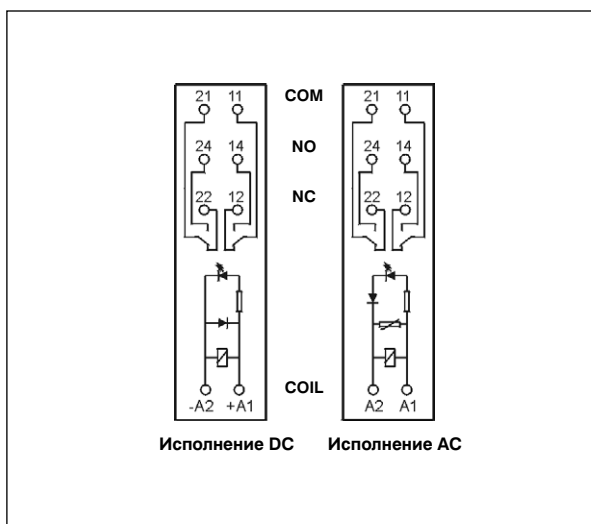 21 11 COM 21 11
24 14 NO 24 14
22 12 NC 22 12
COIL
-A2 +A1 A2 A1
Исполнение DC Исполнение AC